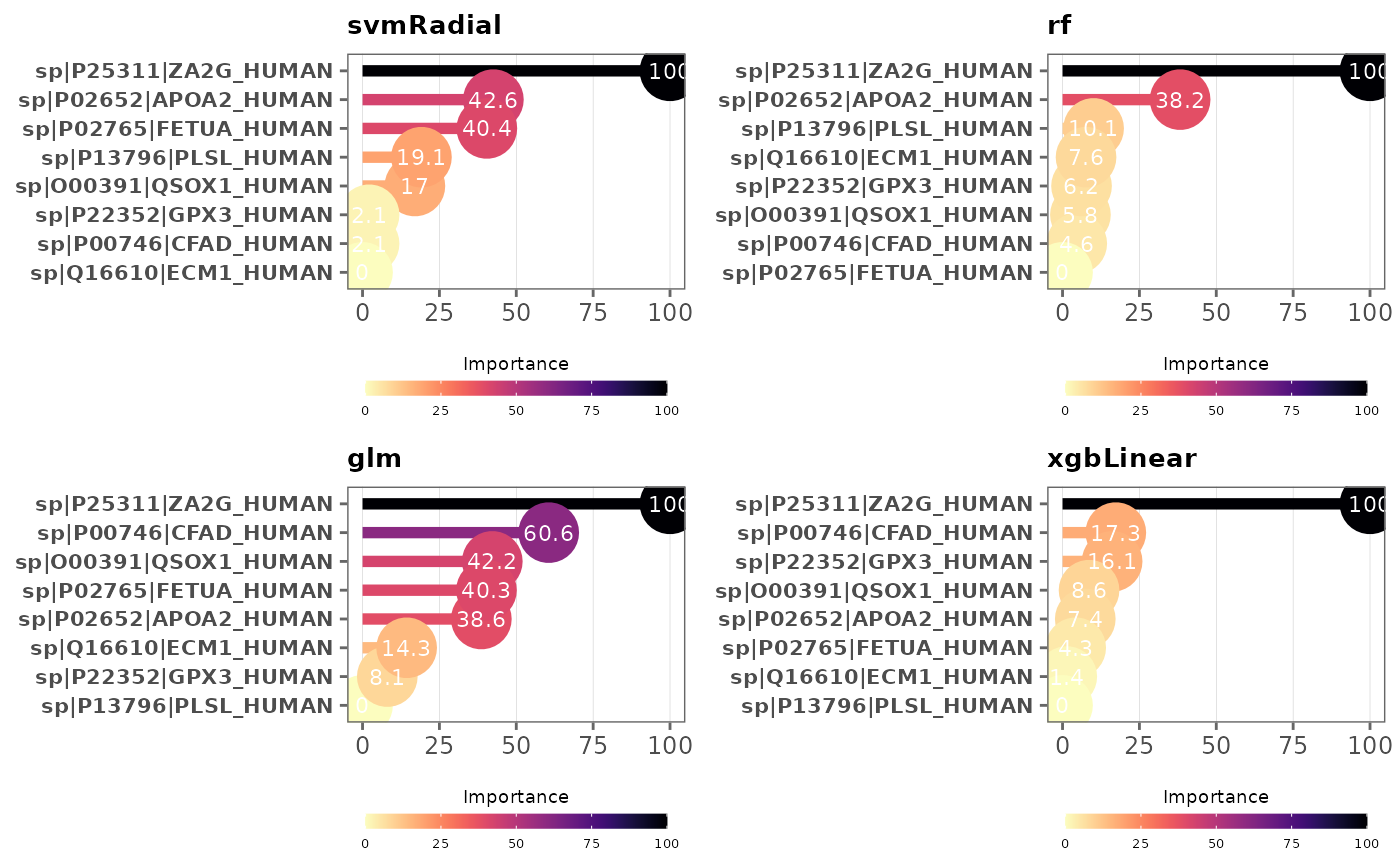 svmRadial
sp|P25311|ZA2G_HUMAN 100
sp|P02652|APOA2_HUMAN 42.6
sp|P02765|FETUA_HUMAN 40.4
sp|P13796|PLSL_HUMAN 19.1
sp|O00391|QSOX1_HUMAN 17
sp|P22352|GPX3_HUMAN 2.1
sp|P00746|CFAD_HUMAN 2.1
sp|Q16610|ECM1_HUMAN 0
0 25 50 75 100
Importance
0 25 50 75 100
rf
sp|P25311|ZA2G_HUMAN 100
sp|P02652|APOA2_HUMAN 38.2
sp|P13796|PLSL_HUMAN 10.1
sp|Q16610|ECM1_HUMAN 7.6
sp|P22352|GPX3_HUMAN 6.2
sp|O00391|QSOX1_HUMAN 5.8
sp|P00746|CFAD_HUMAN 4.6
sp|P02765|FETUA_HUMAN 0
0 25 50 75 100
Importance
0 25 50 75 100
glm
sp|P25311|ZA2G_HUMAN 100
sp|P00746|CFAD_HUMAN 60.6
sp|O00391|QSOX1_HUMAN 42.2
sp|P02765|FETUA_HUMAN 40.3
sp|P02652|APOA2_HUMAN 38.6
sp|Q16610|ECM1_HUMAN 14.3
sp|P22352|GPX3_HUMAN 8.1
sp|P13796|PLSL_HUMAN 0
0 25 50 75 100
Importance
0 25 50 75 100
xgbLinear
sp|P25311|ZA2G_HUMAN 100
sp|P00746|CFAD_HUMAN 17.3
sp|P22352|GPX3_HUMAN 16.1
sp|O00391|QSOX1_HUMAN 8.6
sp|P02652|APOA2_HUMAN 7.4
sp|P02765|FETUA_HUMAN 4.3
sp|Q16610|ECM1_HUMAN 1.4
sp|P13796|PLSL_HUMAN 0
0 25 50 75 100
Importance
0 25 50 75 100